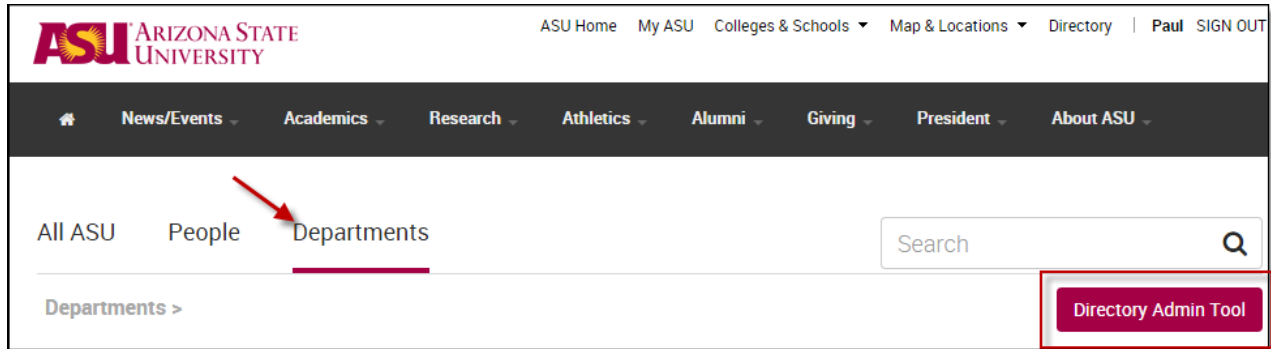 ASU Home My ASU Colleges & Schools Map & Locations Directory | Paul SIGN OUT
ASU ARIZONA STATE
UNIVERSITY
News/Events Academics Research Athletics Alumni Giving President About ASU
All ASU People Departments Search
Departments > Directory Admin Tool